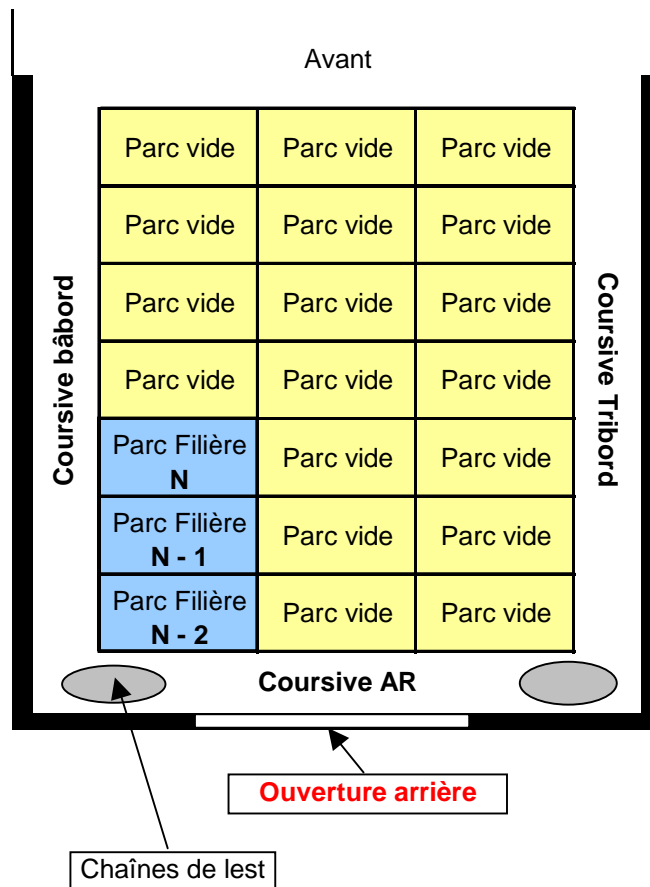 Avant
Parc vide Parc vide Parc vide
Parc vide Parc vide Parc vide
Parc vide Parc vide Parc vide
Parc vide Parc vide Parc vide
Parc Filière
N
Parc vide Parc vide
Parc Filière
N - 1
Parc vide Parc vide
Parc Filière
N - 2
Parc vide Parc vide
Coursive bâbord
Coursive Tribord
Coursive AR
Ouverture arrière
Chaînes de lest